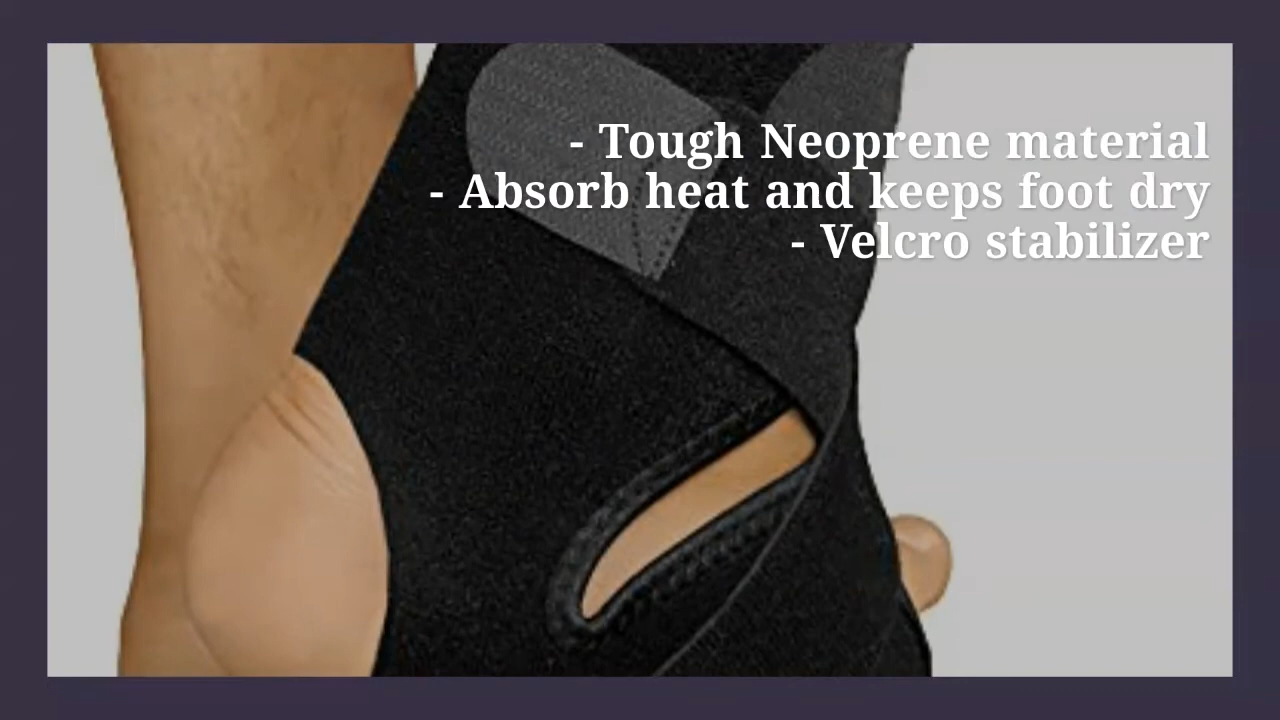 - Tough Neoprene material
- Absorb heat and keeps foot dry
- Velcro stabilizer